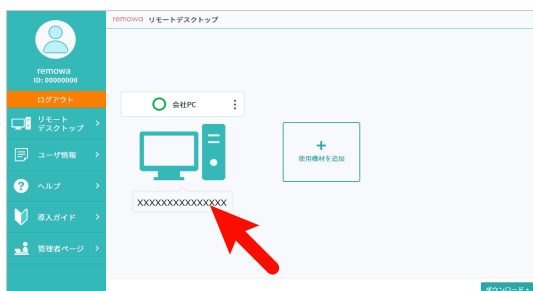 remowa リモートデスクトップ
remowa
ID: 00000000
ログアウト
リモート
デスクトップ
ユーザ情報
ヘルプ
導入ガイド
管理者ページ
会社PC
XXXXXXXXXXXXXXX
+
使用機材を追加
ダウンロード +